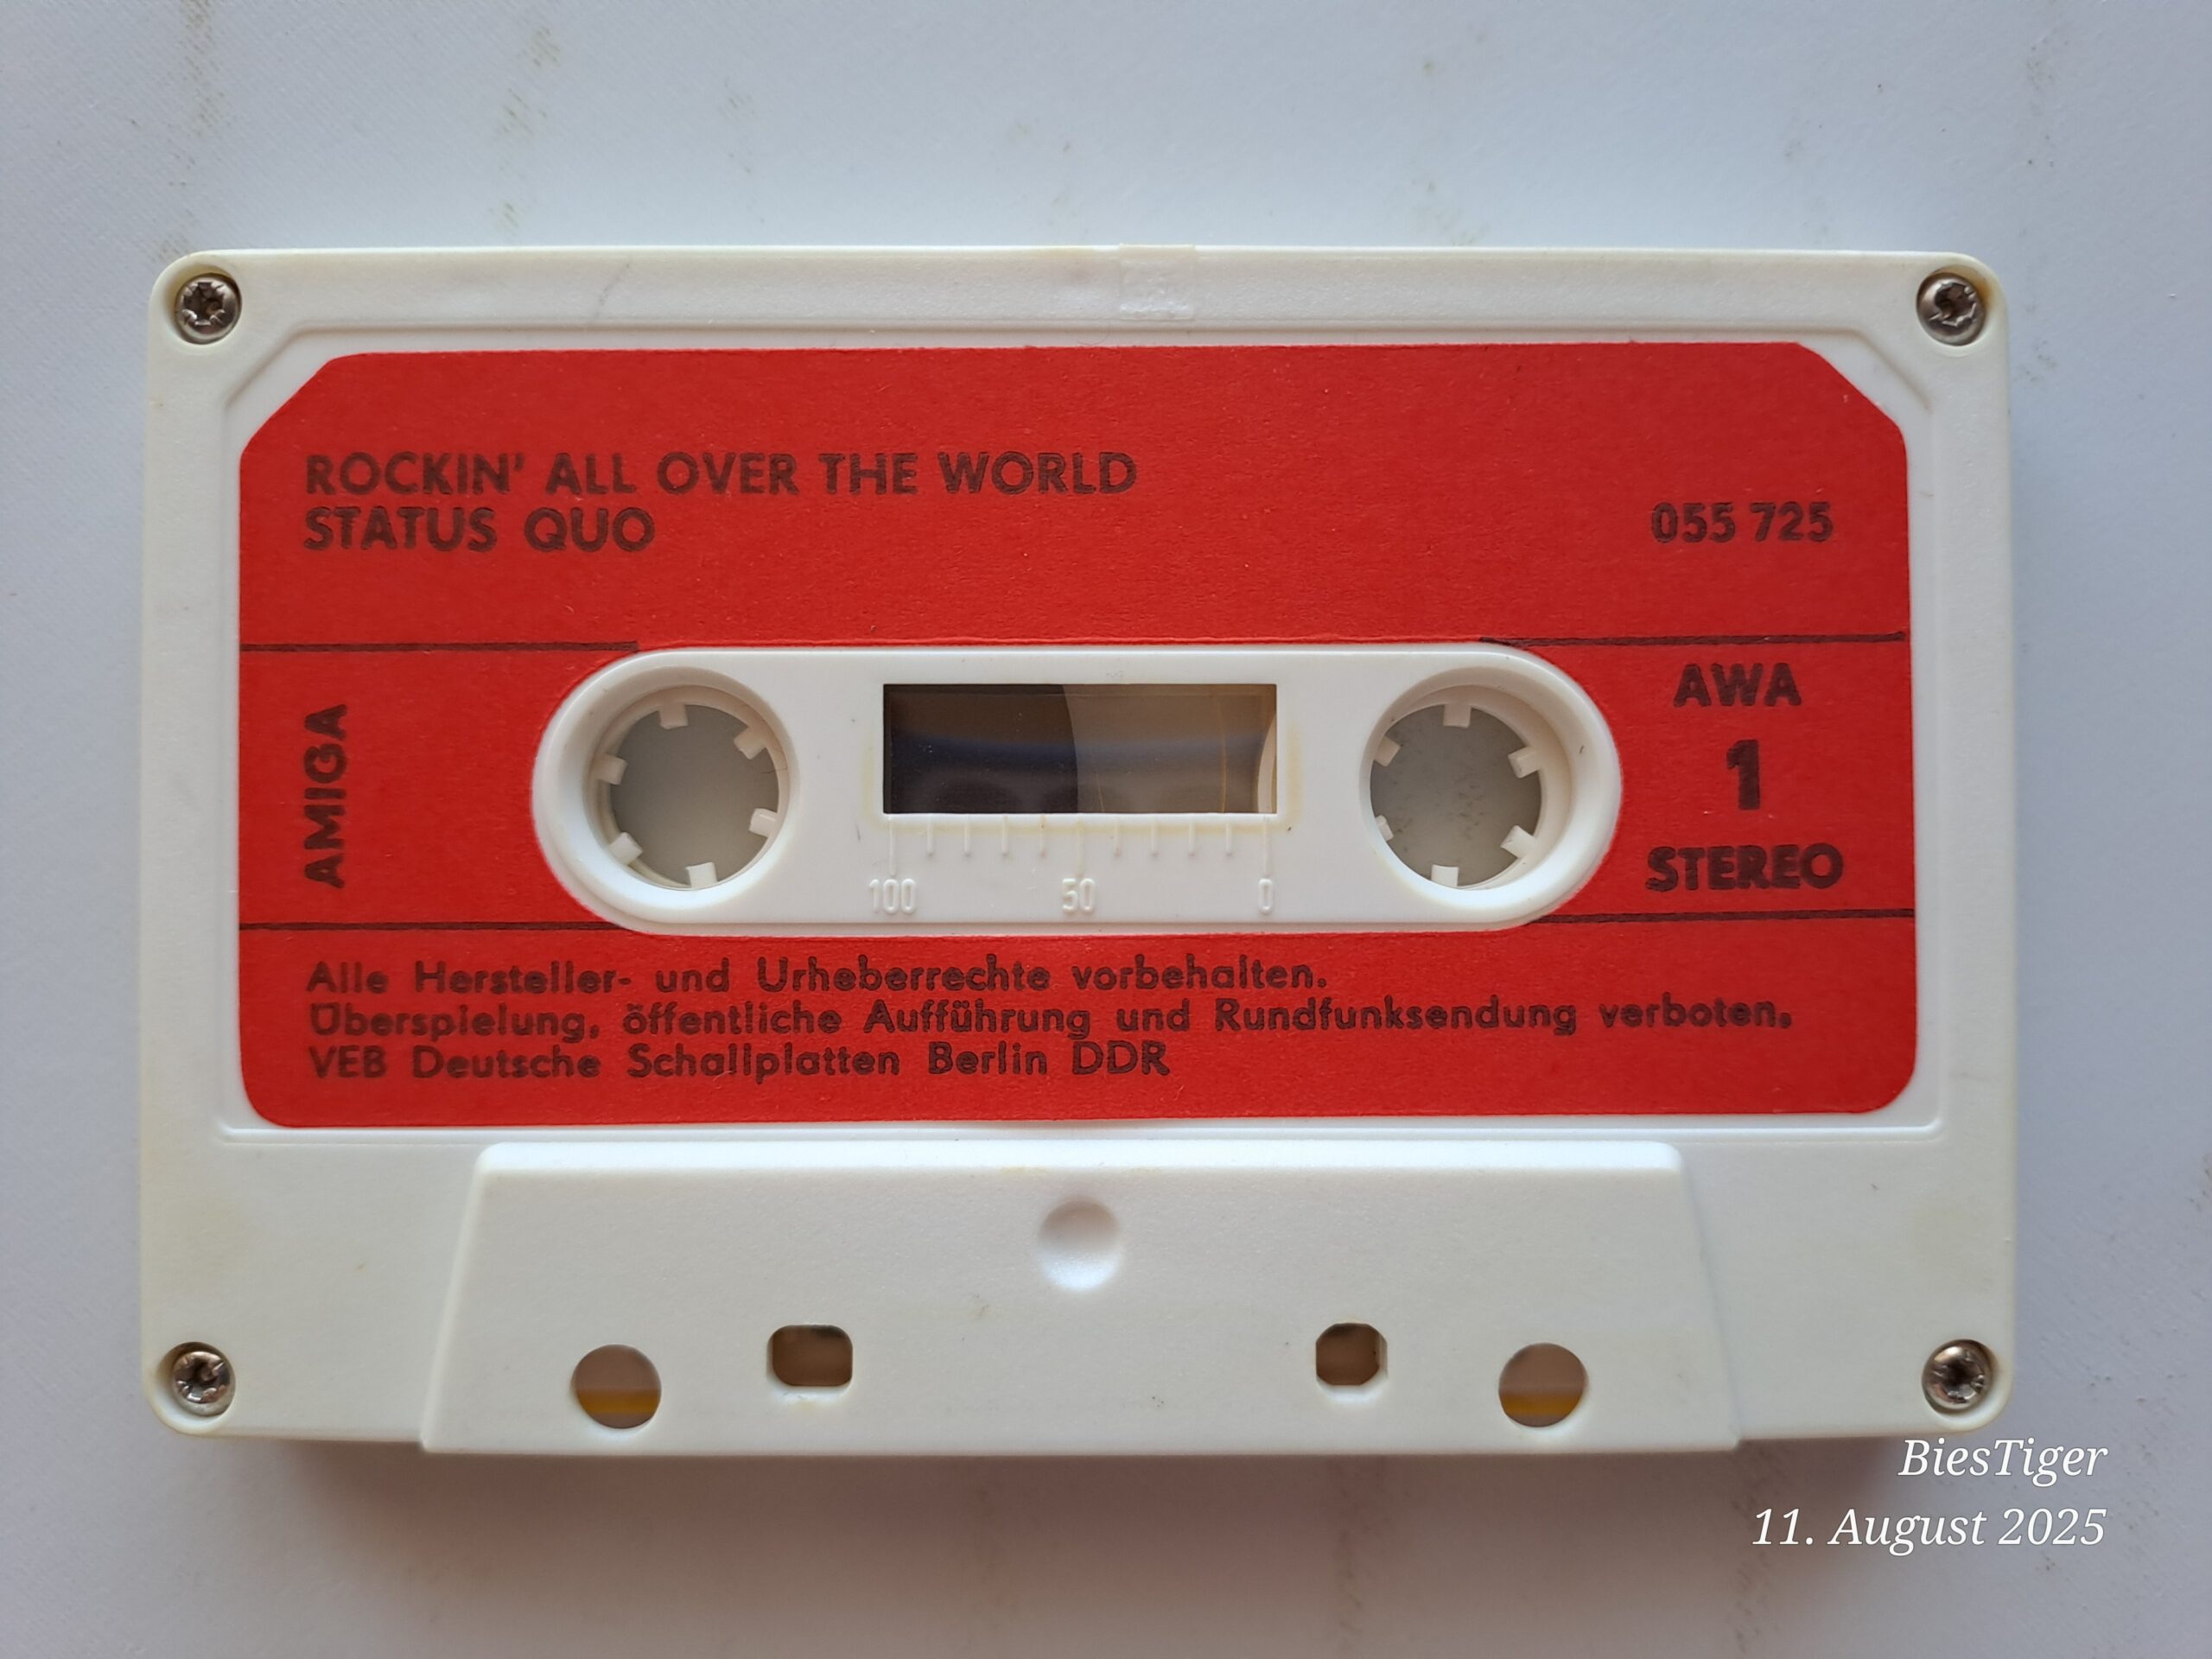 ROCKIN' ALL OVER THE WORLD
STATUS QUO
055 725
AMIGA
AWA
1
STEREO
100 50 0
Alle Hersteller- und Urheberrechte vorbehalten.
Überspielung, öffentliche Aufführung und Rundfunksendung verboten.
VEB Deutsche Schallplatten Berlin DDR
BiesTiger
11. August 2025